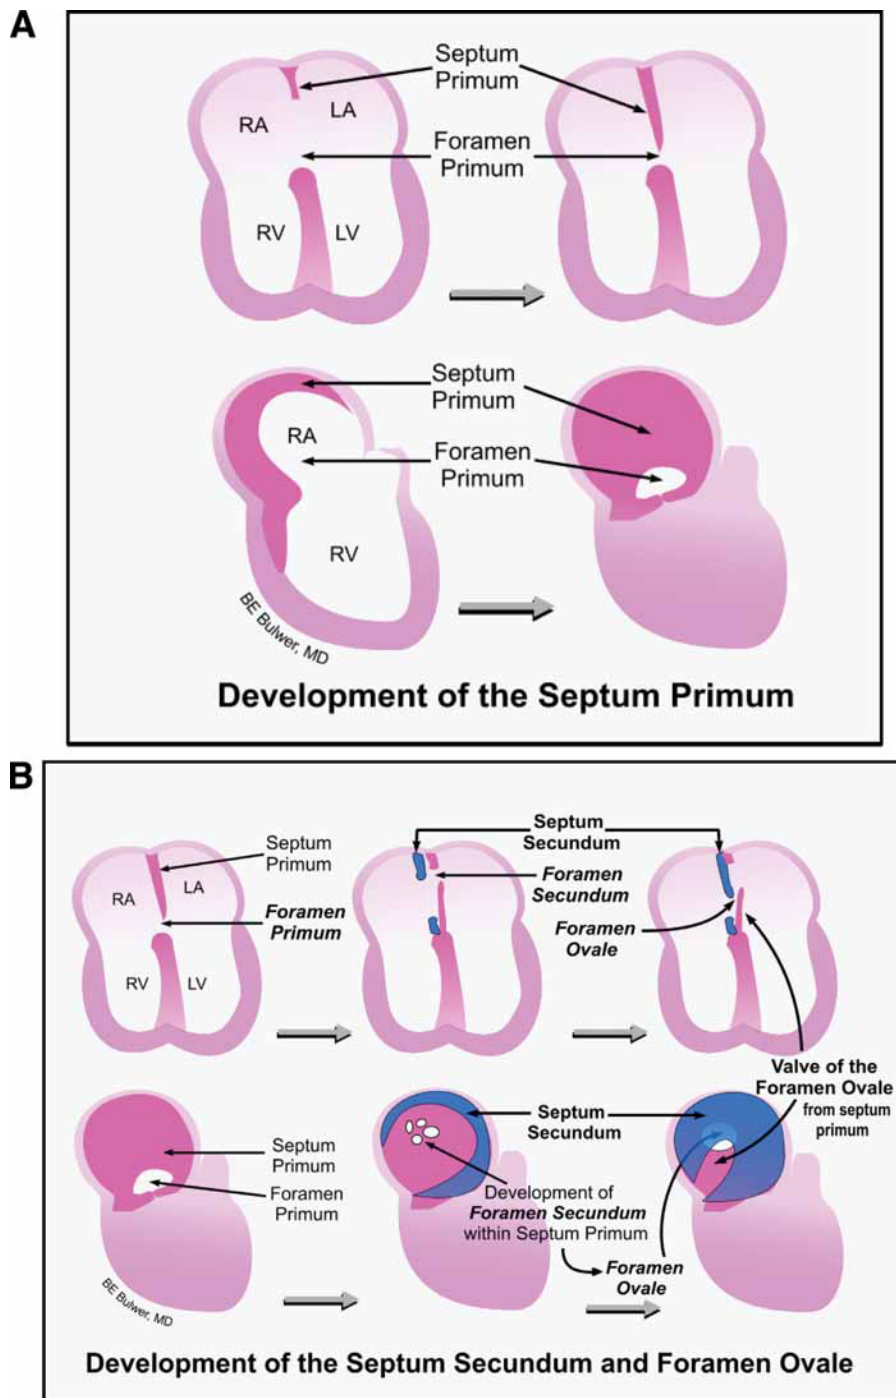 A
Septum
Primum
RA
LA
Foramen
Primum
RV
LV
Septum
Primum
RA
Foramen
Primum
RV
BE Bulwer, MD
Development of the Septum Primum
B
Septum
Primum
RA
LA
Foramen
Primum
RV
LV
Septum
Secundum
Foramen
Secundum
Foramen
Ovale
Valve of the
Foramen Ovale
from septum
primum
Septum
Primum
Foramen
Primum
BE Bulwer, MD
Septum
Secundum
Development of
Foramen Secundum
within Septum Primum
Foramen
Ovale
Development of the Septum Secundum and Foramen Ovale